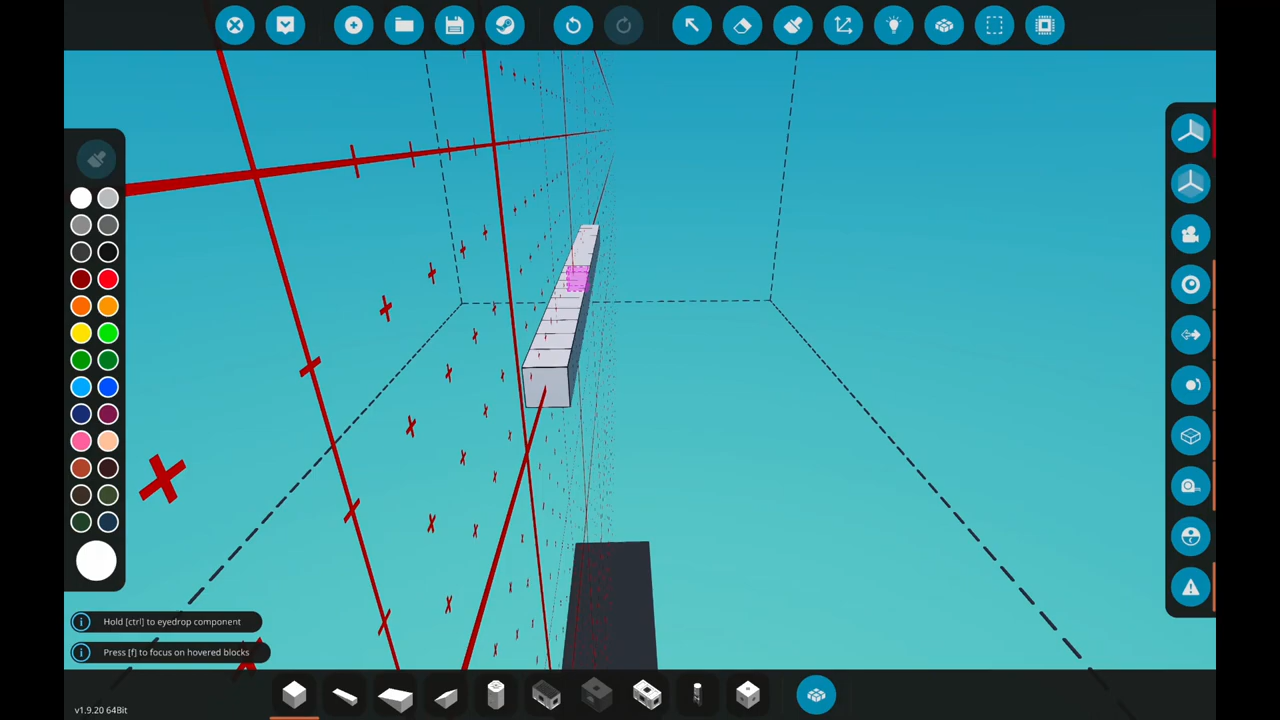 Hold [ctrl] to eyedrop component
Press [f] to focus on hovered blocks
v1.9.20 64Bit